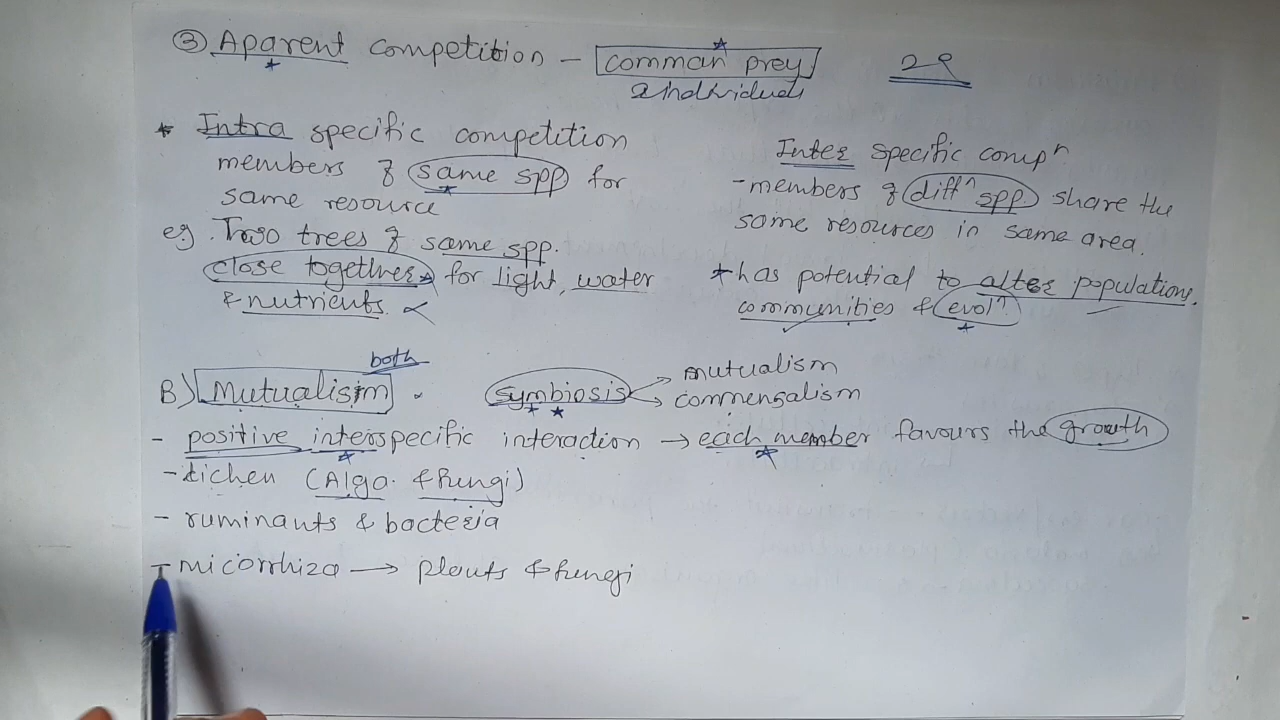 ③ Aparent competition - comman prey
2 individuals
* Intra specific competition
members of same spp for
same resource
eg. Two trees of same spp.
close together for light, water
& nutrients.
Inter specific compⁿ
- members of diffⁿ spp. share the
same resources in same area.
* has potential to alter populations.
communities & evolⁿ.
both
B) Mutualism.
symbiosis → mutualism
→ commensalism
- positive interspecific interaction → each member favours the growth
- Lichen (Alga. & Fungi)
- ruminants & bacteria
- micorrhiza → plants & fungi